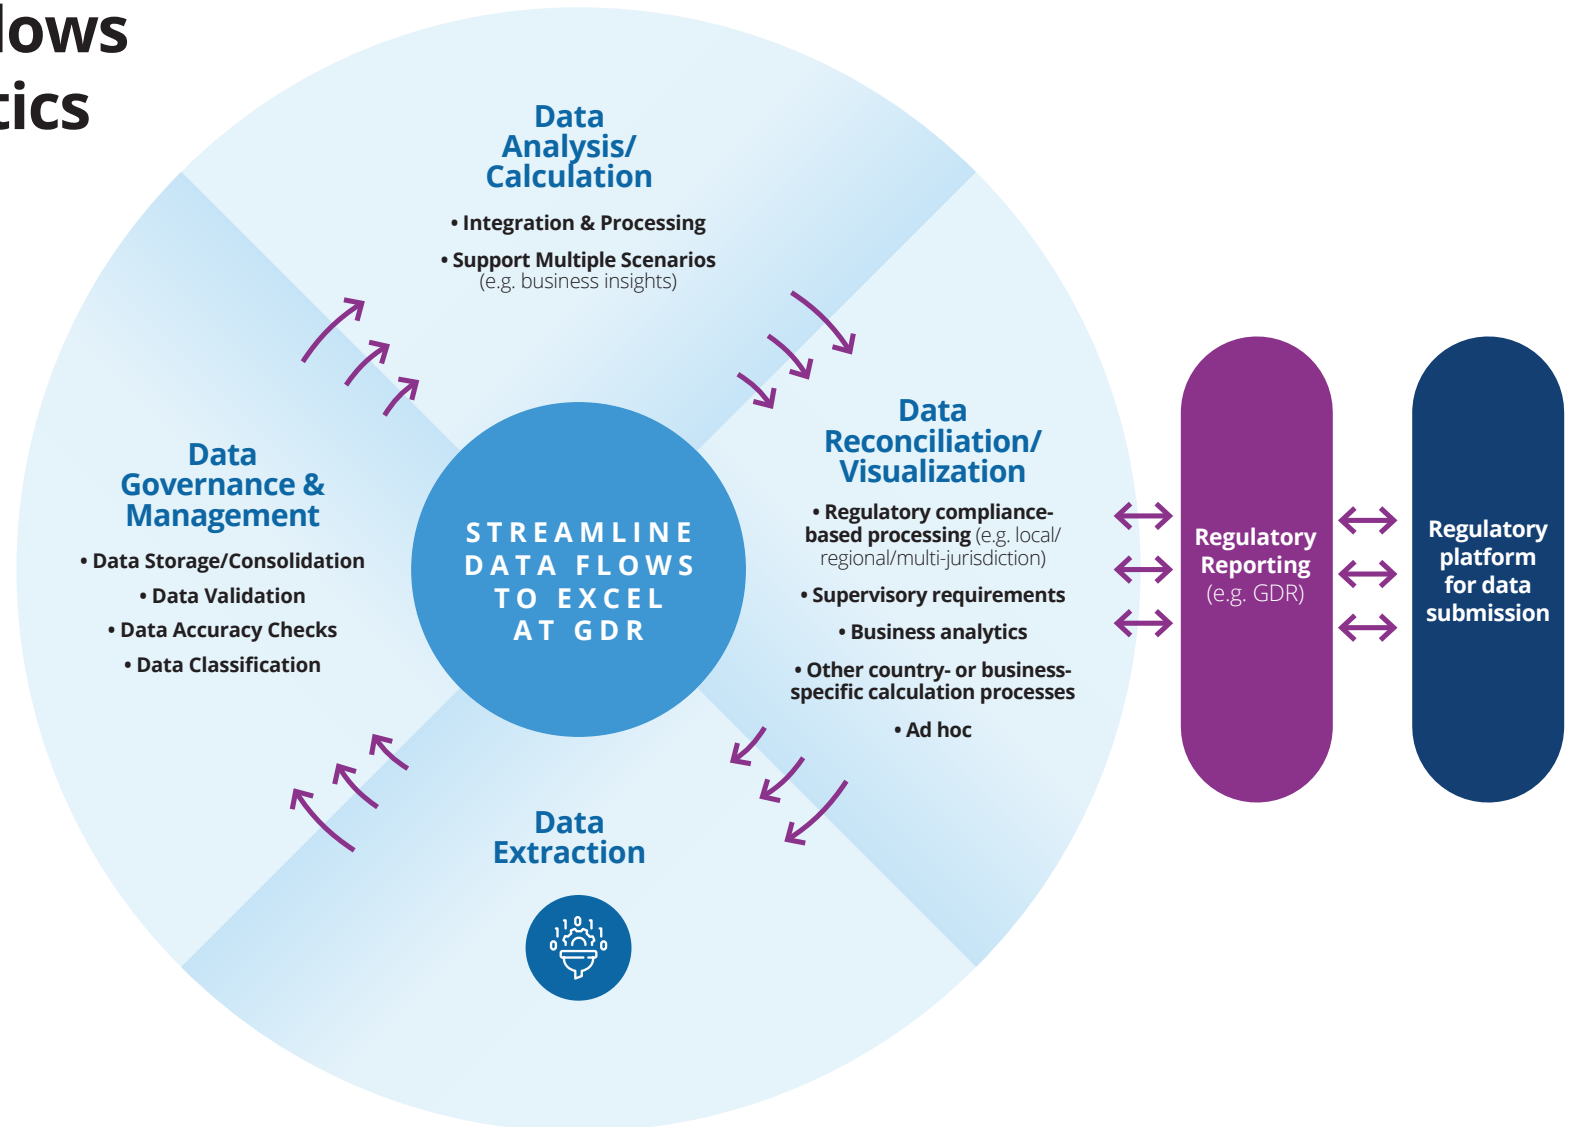 lows
tics
Data
Analysis/
Calculation
• Integration & Processing
• Support Multiple Scenarios
(e.g. business insights)
Data
Governance &
Management
• Data Storage/Consolidation
• Data Validation
• Data Accuracy Checks
• Data Classification
STREAMLINE
DATA FLOWS
TO EXCEL
AT GDR
Data
Reconciliation/
Visualization
• Regulatory compliance-
based processing (e.g. local/
regional/multi-jurisdiction)
• Supervisory requirements
• Business analytics
• Other country- or business-
specific calculation processes
• Ad hoc
Data
Extraction
Regulatory
Reporting
(e.g. GDR)
Regulatory
platform
for data
submission